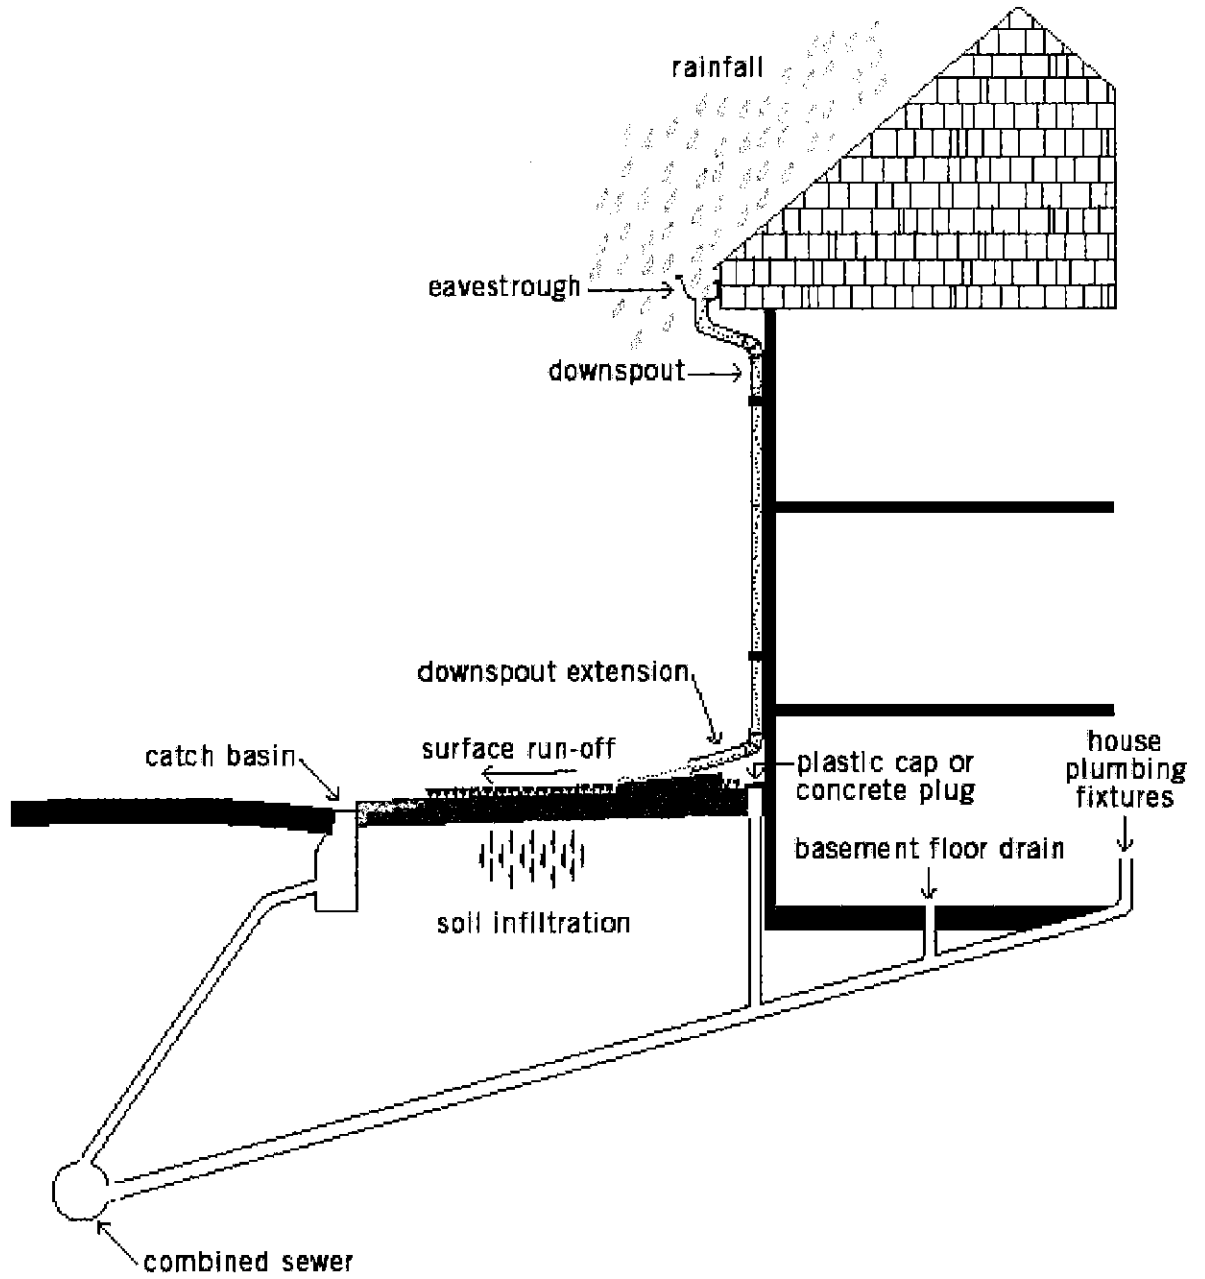 rainfall
eavestrough
downspout
downspout extension
catch basin
surface run-off
plastic cap or
concrete plug
house
plumbing
fixtures
basement floor drain
soil infiltration
combined sewer